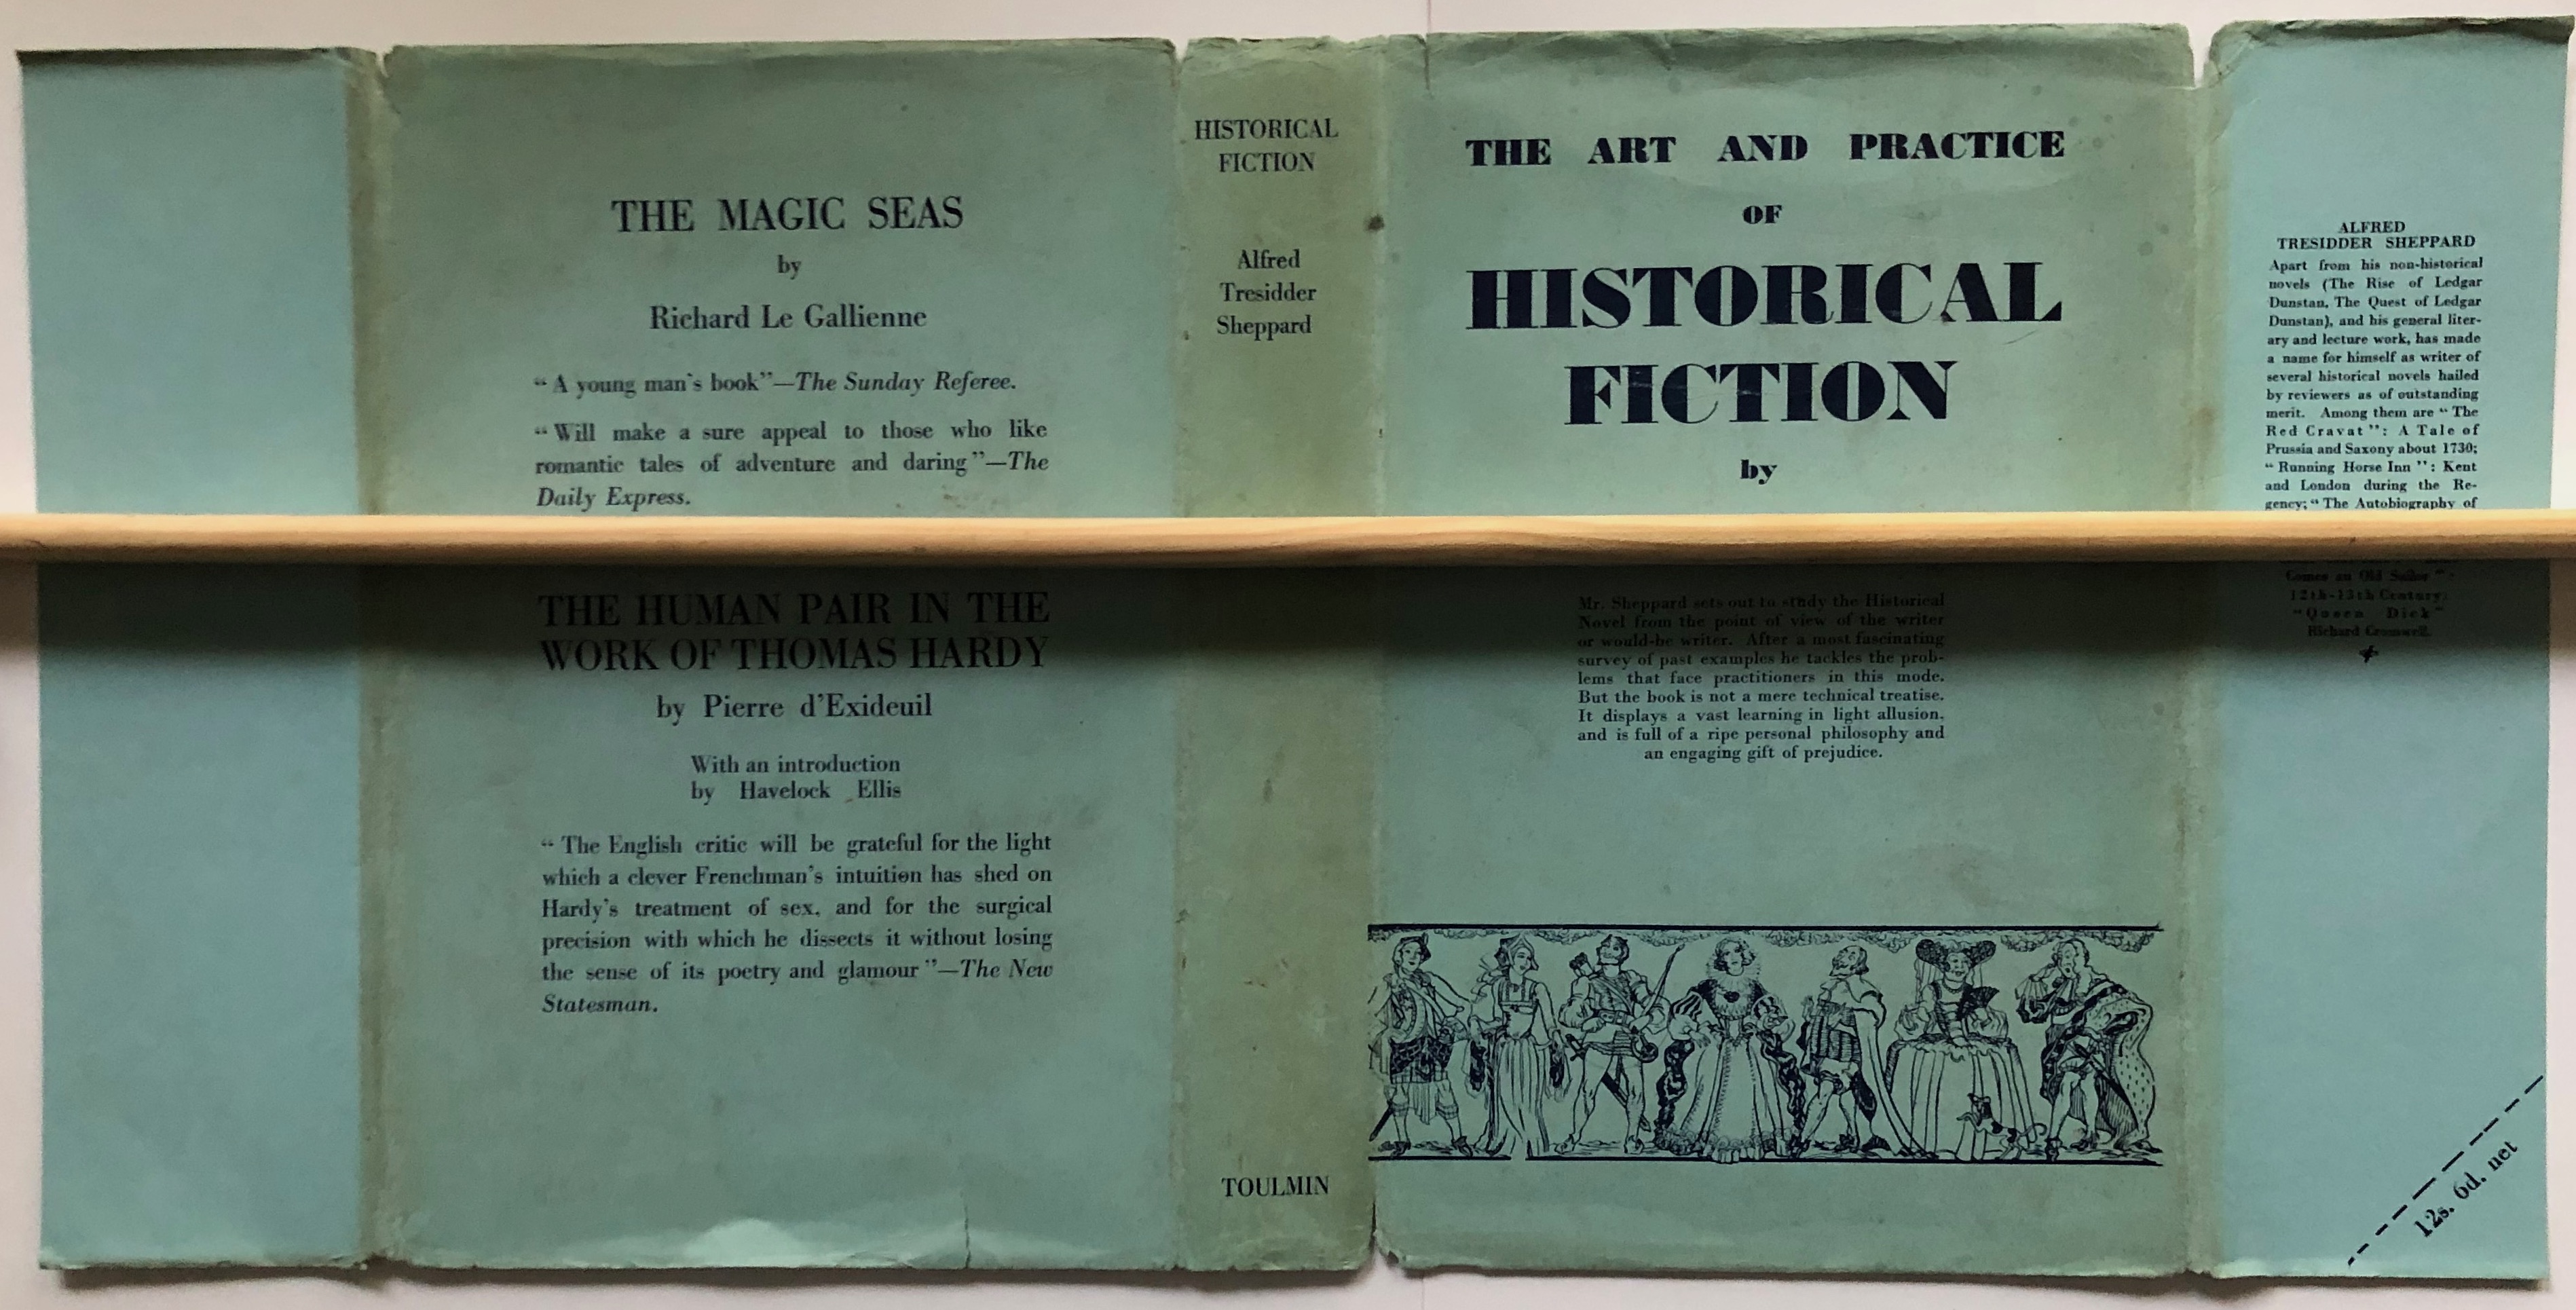 THE MAGIC SEAS
by
Richard Le Gallienne
“A young man's book”—The Sunday Referee.
“Will make a sure appeal to those who like
romantic tales of adventure and daring”—The
Daily Express.
THE HUMAN PAIR IN THE
WORK OF THOMAS HARDY
by Pierre d'Exideuil
With an introduction
by Havelock Ellis
“The English critic will be grateful for the light
which a clever Frenchman's intuition has shed on
Hardy's treatment of sex, and for the surgical
precision with which he dissects it without losing
the sense of its poetry and glamour”—The New
Statesman.
HISTORICAL
FICTION
Alfred
Tresidder
Sheppard
TOULMIN
THE ART AND PRACTICE
OF
HISTORICAL
FICTION
by
Mr. Sheppard sets out to study the Historical
Novel from the point of view of the writer
or would-be writer. After a most fascinating
survey of past examples he tackles the prob-
lems that face practitioners in this mode.
But the book is not a mere technical treatise.
It displays a vast learning in light allusion,
and is full of a ripe personal philosophy and
an engaging gift of prejudice.
ALFRED
TRESIDDER SHEPPARD
Apart from his non-historical
novels (The Rise of Ledgar
Dunstan, The Quest of Ledgar
Dunstan), and his general liter-
ary and lecture work, has made
a name for himself as writer of
several historical novels hailed
by reviewers as of outstanding
merit. Among them are “The
Red Cravat”: A Tale of
Prussia and Saxony about 1730;
“Running Horse Inn”: Kent
and London during the Re-
gency; “The Autobiography of
Comes an Old Sailor”:
12th-13th Century;
“Queen Dick”
Richard Cromwell.
12s. 6d. net